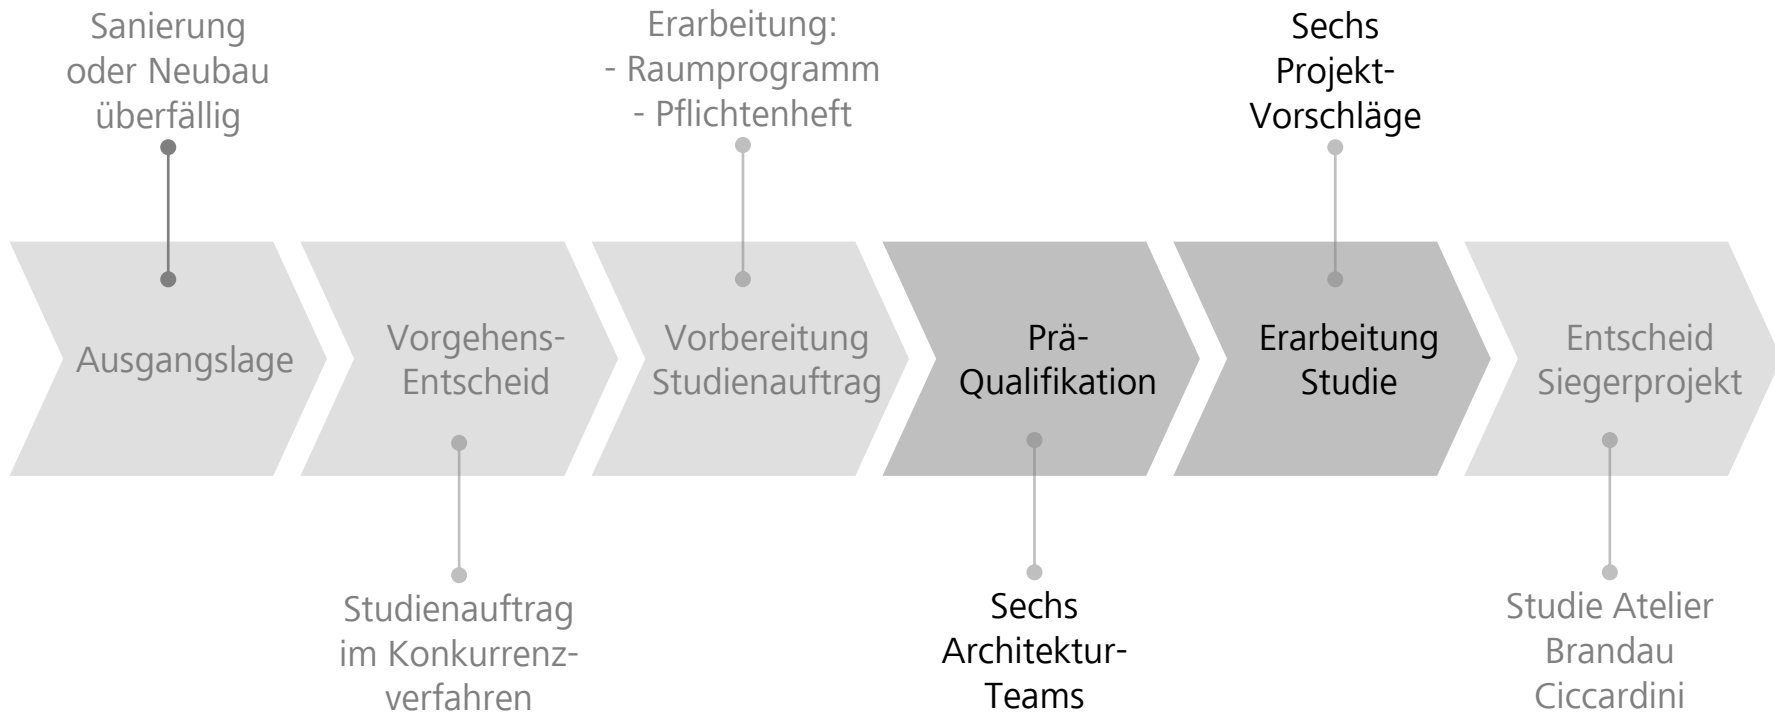 Sanierung
oder Neubau
überfällig
Erarbeitung:
- Raumprogramm
- Pflichtenheft
Sechs
Projekt-
Vorschläge
Ausgangslage
Vorgehens-
Entscheid
Vorbereitung
Studienauftrag
Prä-
Qualifikation
Erarbeitung
Studie
Entscheid
Siegerprojekt
Studienauftrag
im Konkurrenz-
verfahren
Sechs
Architektur-
Teams
Studie Atelier
Brandau
Ciccardini